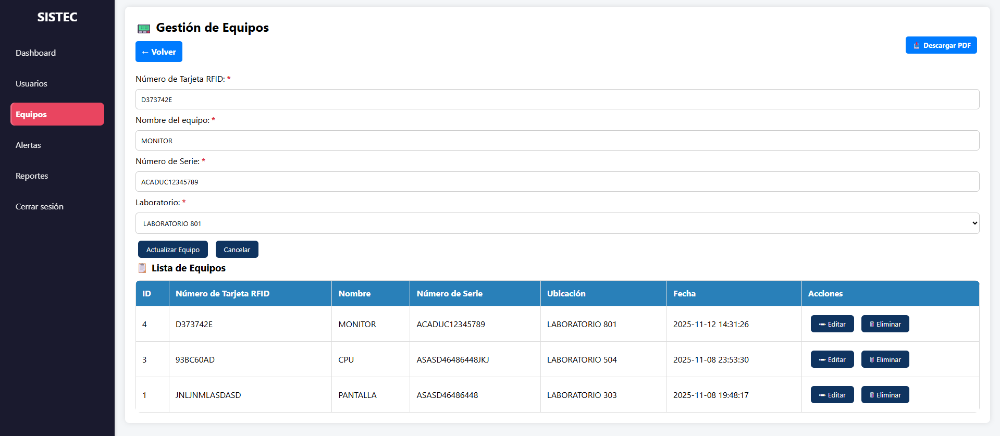 SISTEC
Dashboard
Usuarios
Equipos
Alertas
Reportes
Cerrar sesión
Gestión de Equipos
← Volver
Descargar PDF
Número de Tarjeta RFID: *
D373742E
Nombre del equipo: *
MONITOR
Número de Serie: *
ACADUC12345789
Laboratorio: *
LABORATORIO 801
Actualizar Equipo Cancelar
Lista de Equipos
ID Número de Tarjeta RFID Nombre Número de Serie Ubicación Fecha Acciones
4 D373742E MONITOR ACADUC12345789 LABORATORIO 801 2025-11-12 14:31:26 Editar Eliminar
3 93BC60AD CPU ASASD46486448JKJ LABORATORIO 504 2025-11-08 23:53:30 Editar Eliminar
1 JNLJNMLASDASD PANTALLA ASASD46486448 LABORATORIO 303 2025-11-08 19:48:17 Editar Eliminar